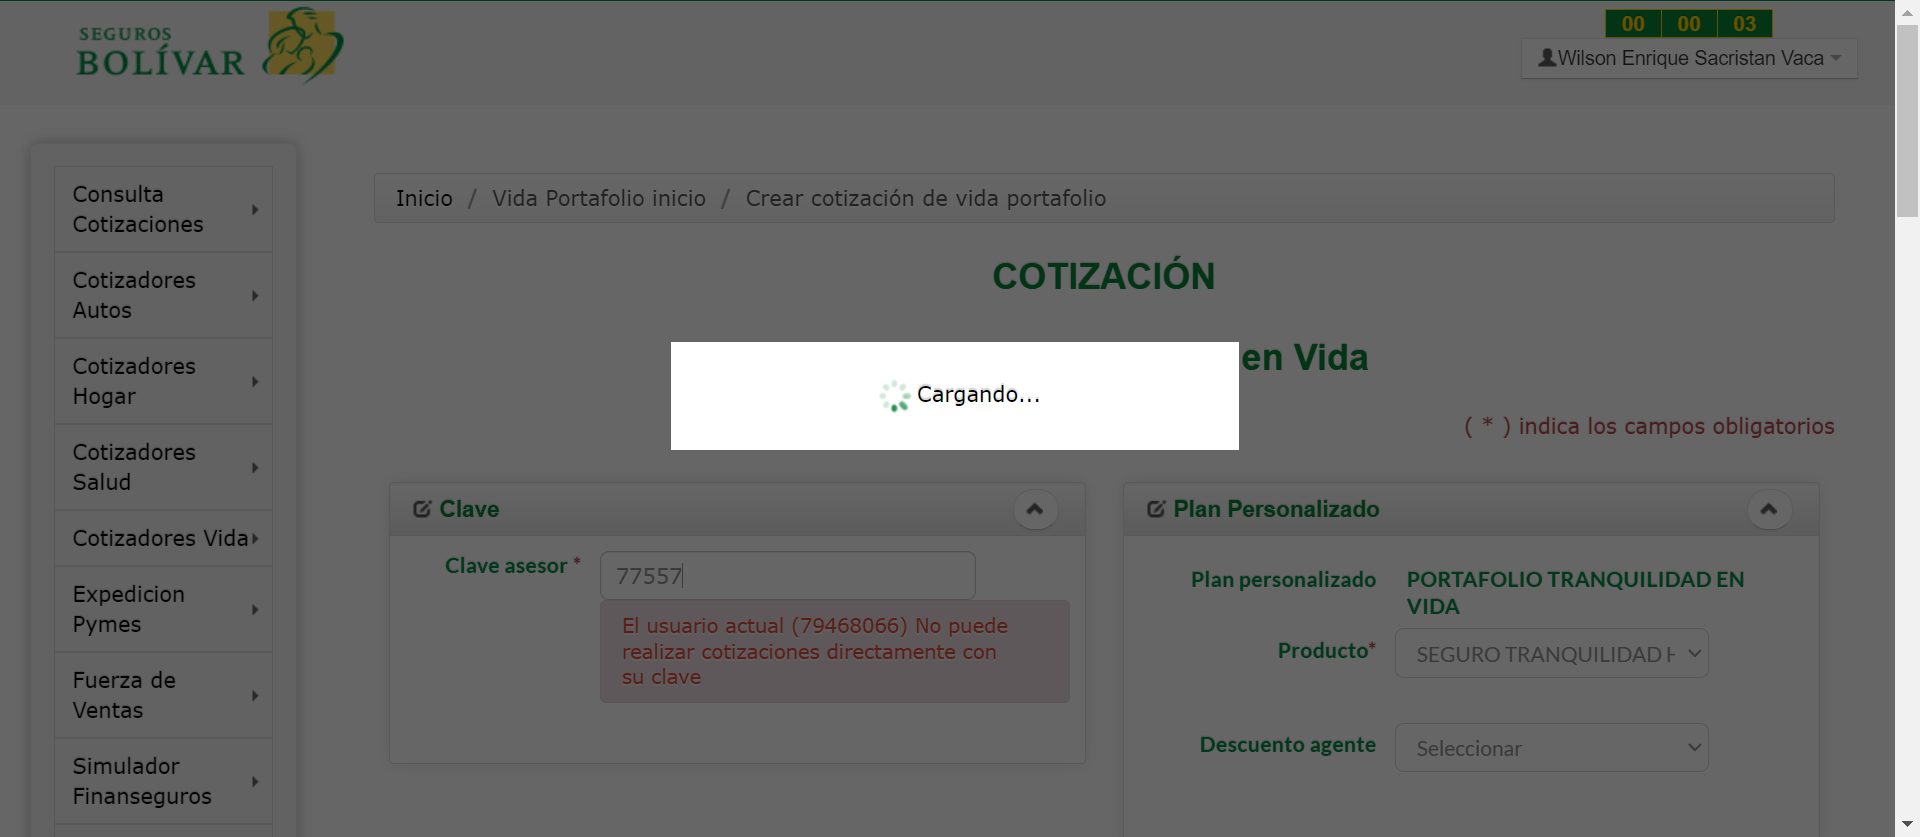 SEGUROS
BOLÍVAR
00 00 03
Wilson Enrique Sacristan Vaca
Consulta
Cotizaciones
Cotizadores
Autos
Cotizadores
Hogar
Cotizadores
Salud
Cotizadores Vida
Expedicion
Pymes
Fuerza de
Ventas
Simulador
Finanseguros
Inicio / Vida Portafolio inicio / Crear cotización de vida portafolio
COTIZACIÓN
en Vida
Cargando...
( * ) indica los campos obligatorios
Clave
Clave asesor * 77557
El usuario actual (79468066) No puede
realizar cotizaciones directamente con
su clave
Plan Personalizado
Plan personalizado PORTAFOLIO TRANQUILIDAD EN
VIDA
Producto* SEGURO TRANQUILIDAD
Descuento agente Seleccionar